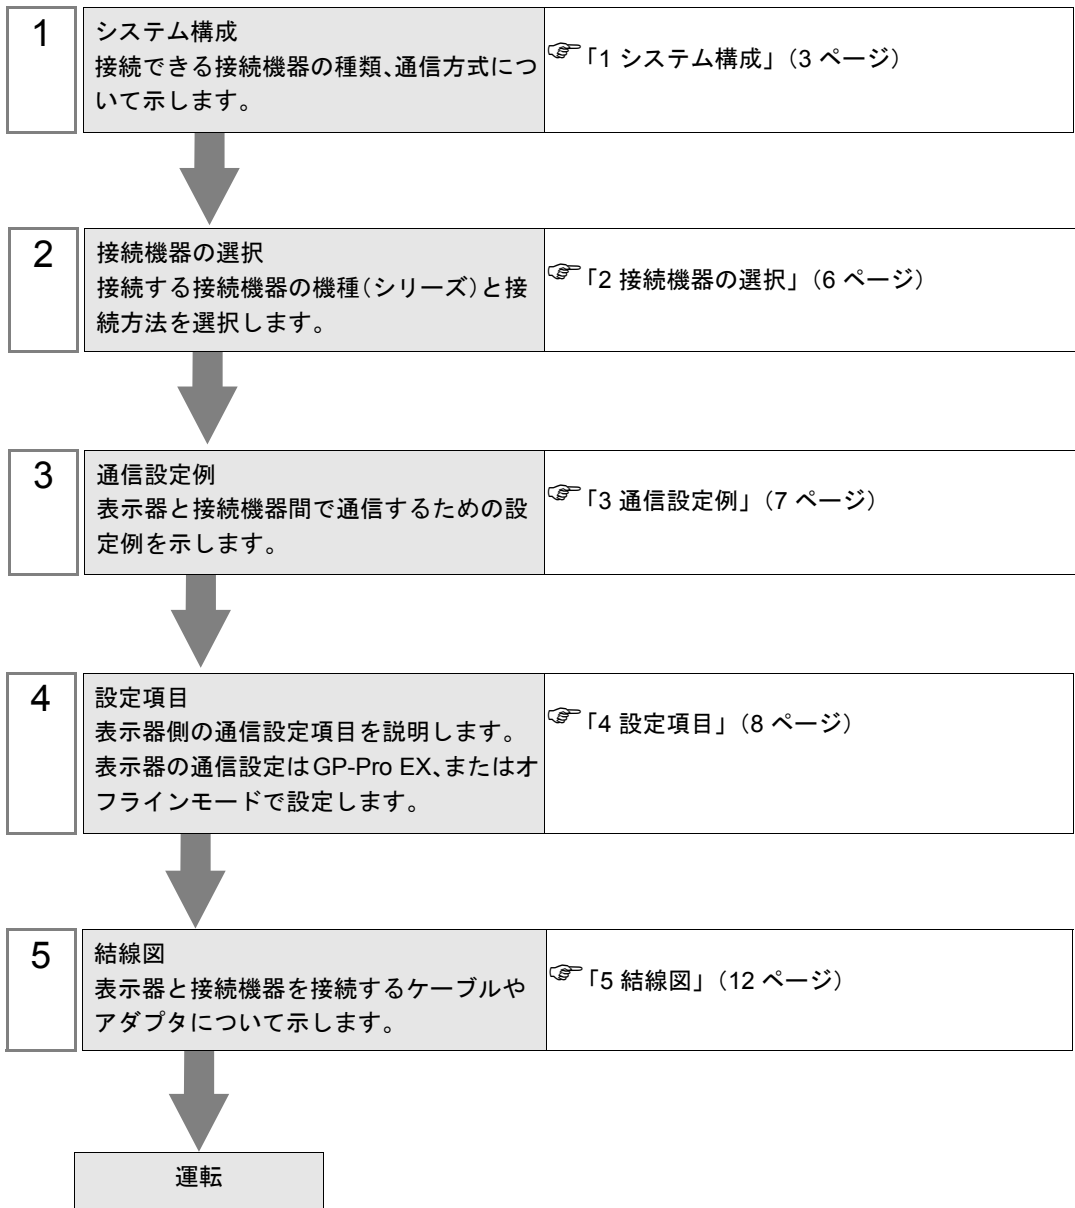 1
システム構成
接続できる接続機器の種類、通信方式につ
いて示します。
☞「1 システム構成」（3 ページ）
2
接続機器の選択
接続する接続機器の機種（シリーズ）と接
続方法を選択します。
☞「2 接続機器の選択」（6 ページ）
3
通信設定例
表示器と接続機器間で通信するための設
定例を示します。
☞「3 通信設定例」（7 ページ）
4
設定項目
表示器側の通信設定項目を説明します。
表示器の通信設定はGP-Pro EX、またはオ
フラインモードで設定します。
☞「4 設定項目」（8 ページ）
5
結線図
表示器と接続機器を接続するケーブルや
アダプタについて示します。
☞「5 結線図」（12 ページ）
運転